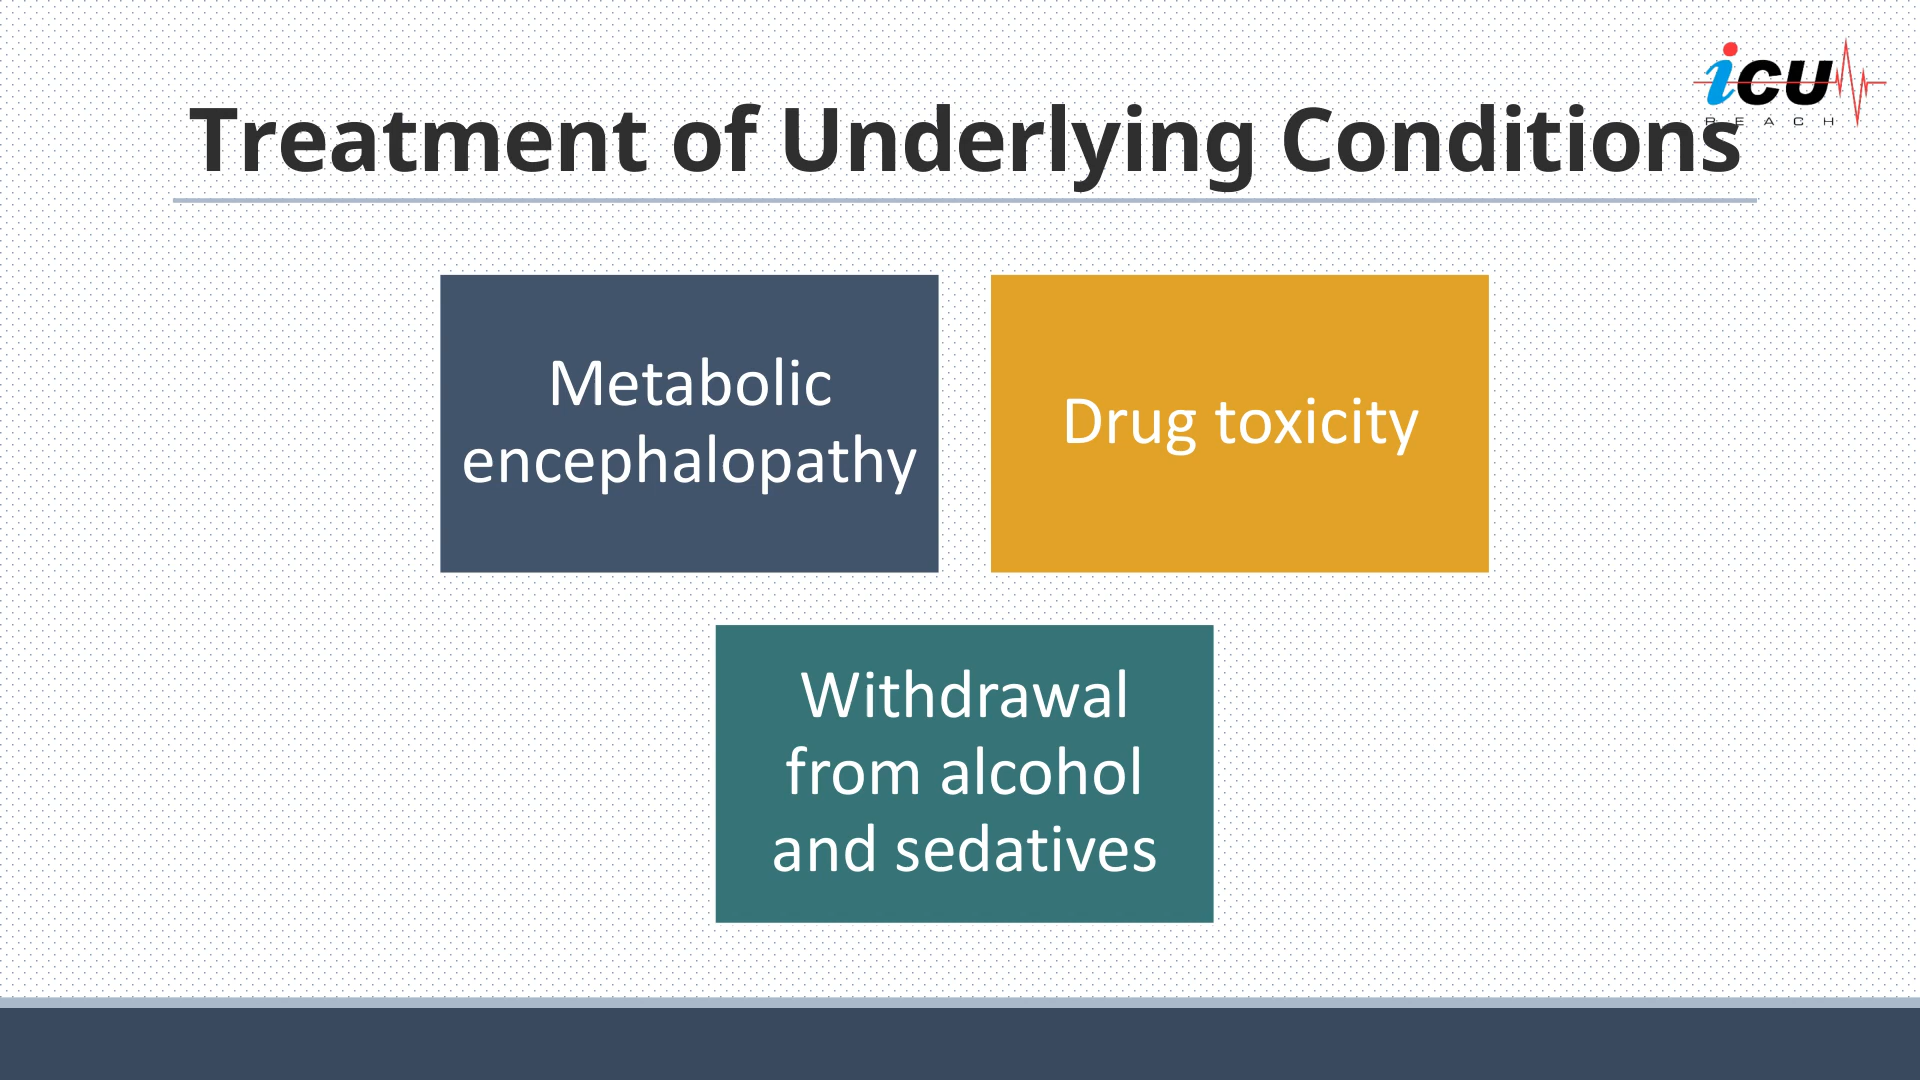 icu
REACH
Treatment of Underlying Conditions
Metabolic
encephalopathy
Drug toxicity
Withdrawal
from alcohol
and sedatives